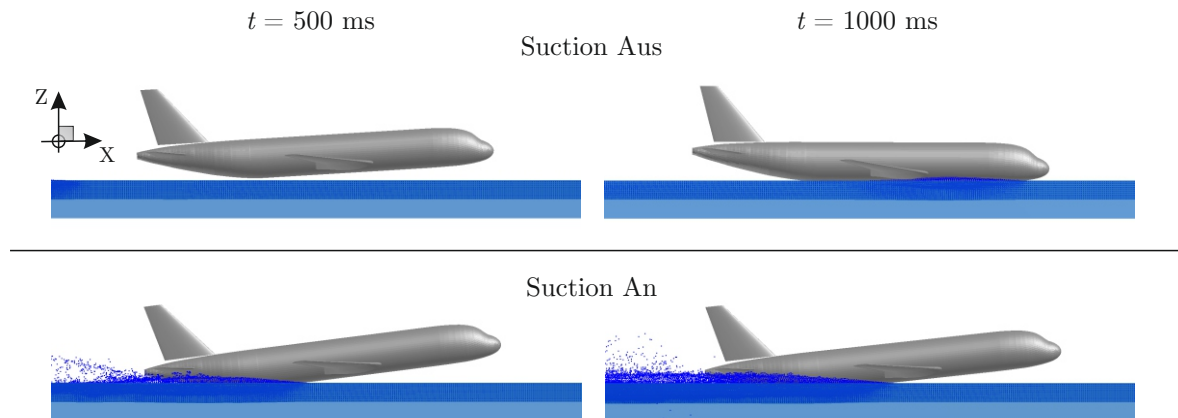 t = 500 ms
t = 1000 ms
Suction Aus
Z
X
Suction An